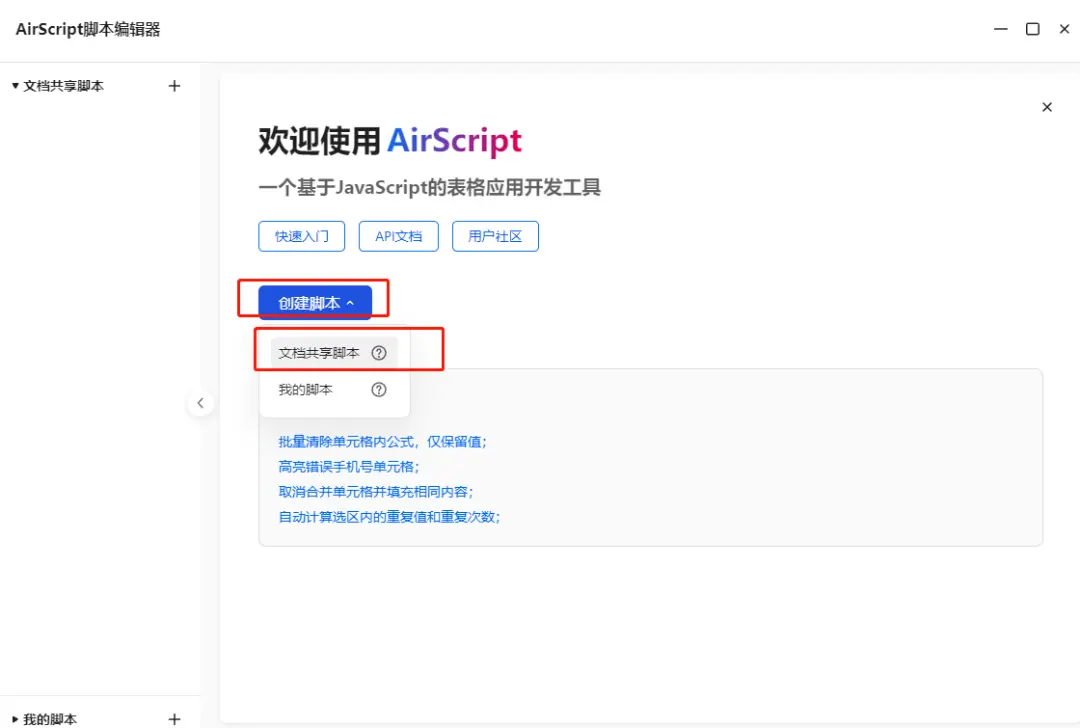 AirScript脚本编辑器
文档共享脚本
欢迎使用 AirScript
一个基于JavaScript的表格应用开发工具
快速入门 API文档 用户社区
创建脚本
文档共享脚本
我的脚本
批量清除单元格内公式，仅保留值；
高亮错误手机号单元格；
取消合并单元格并填充相同内容；
自动计算选区内的重复值和重复次数；
我的脚本